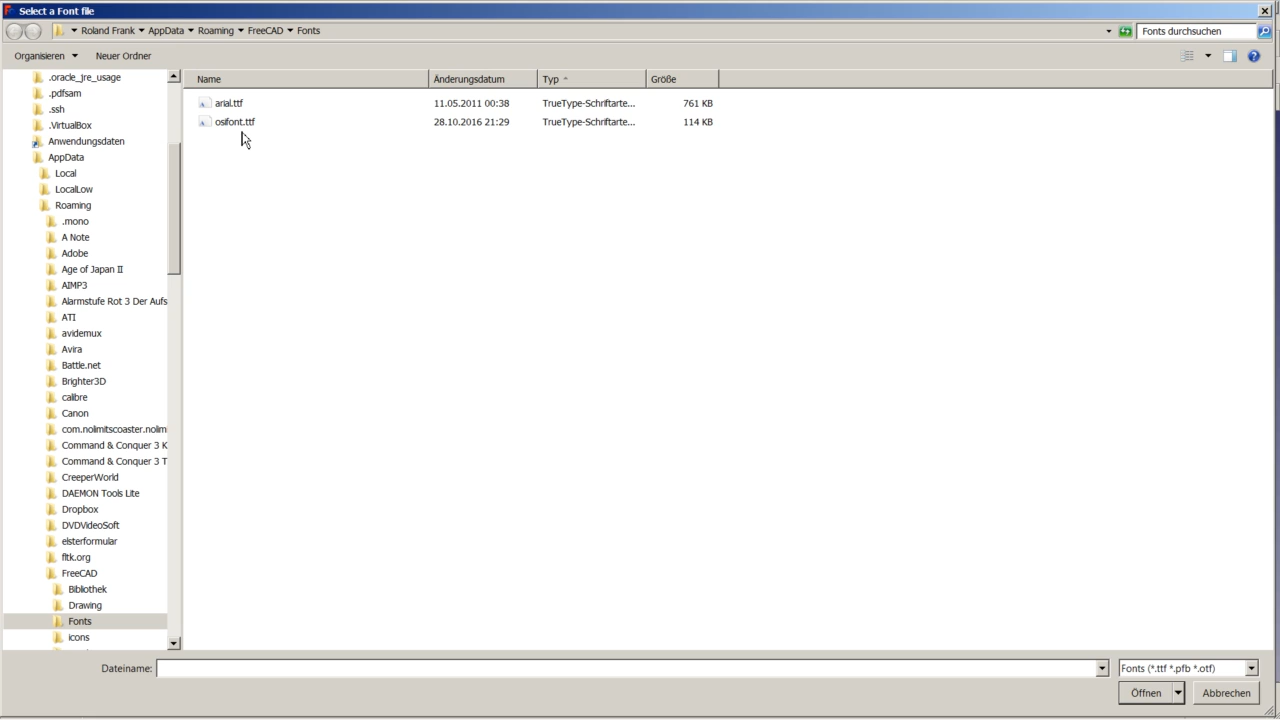 Select a Font file
Roland Frank AppData Roaming FreeCAD Fonts
Fonts durchsuchen
Organisieren Neuer Ordner
Name Änderungsdatum Typ Größe
arial.ttf 11.05.2011 00:38 TrueType-Schriftarte... 761 KB
osifont.ttf 28.10.2016 21:29 TrueType-Schriftarte... 114 KB
.oracle_jre_usage
.pdfsam
.ssh
.VirtualBox
Anwendungsdaten
AppData
Local
LocalLow
Roaming
.mono
A Note
Adobe
Age of Japan II
AIMP3
Alarmstufe Rot 3 Der Aufs
ATI
avidemux
Avira
Battle.net
Brighter3D
calibre
Canon
com.nolimitscoaster.nolim
Command & Conquer 3 K
Command & Conquer 3 T
CreeperWorld
DAEMON Tools Lite
Dropbox
DVDVideoSoft
elsterformular
fltk.org
FreeCAD
Bibliothek
Drawing
Fonts
icons
Dateiname:
Fonts (*.ttf *.pfb *.otf)
Öffnen
Abbrechen